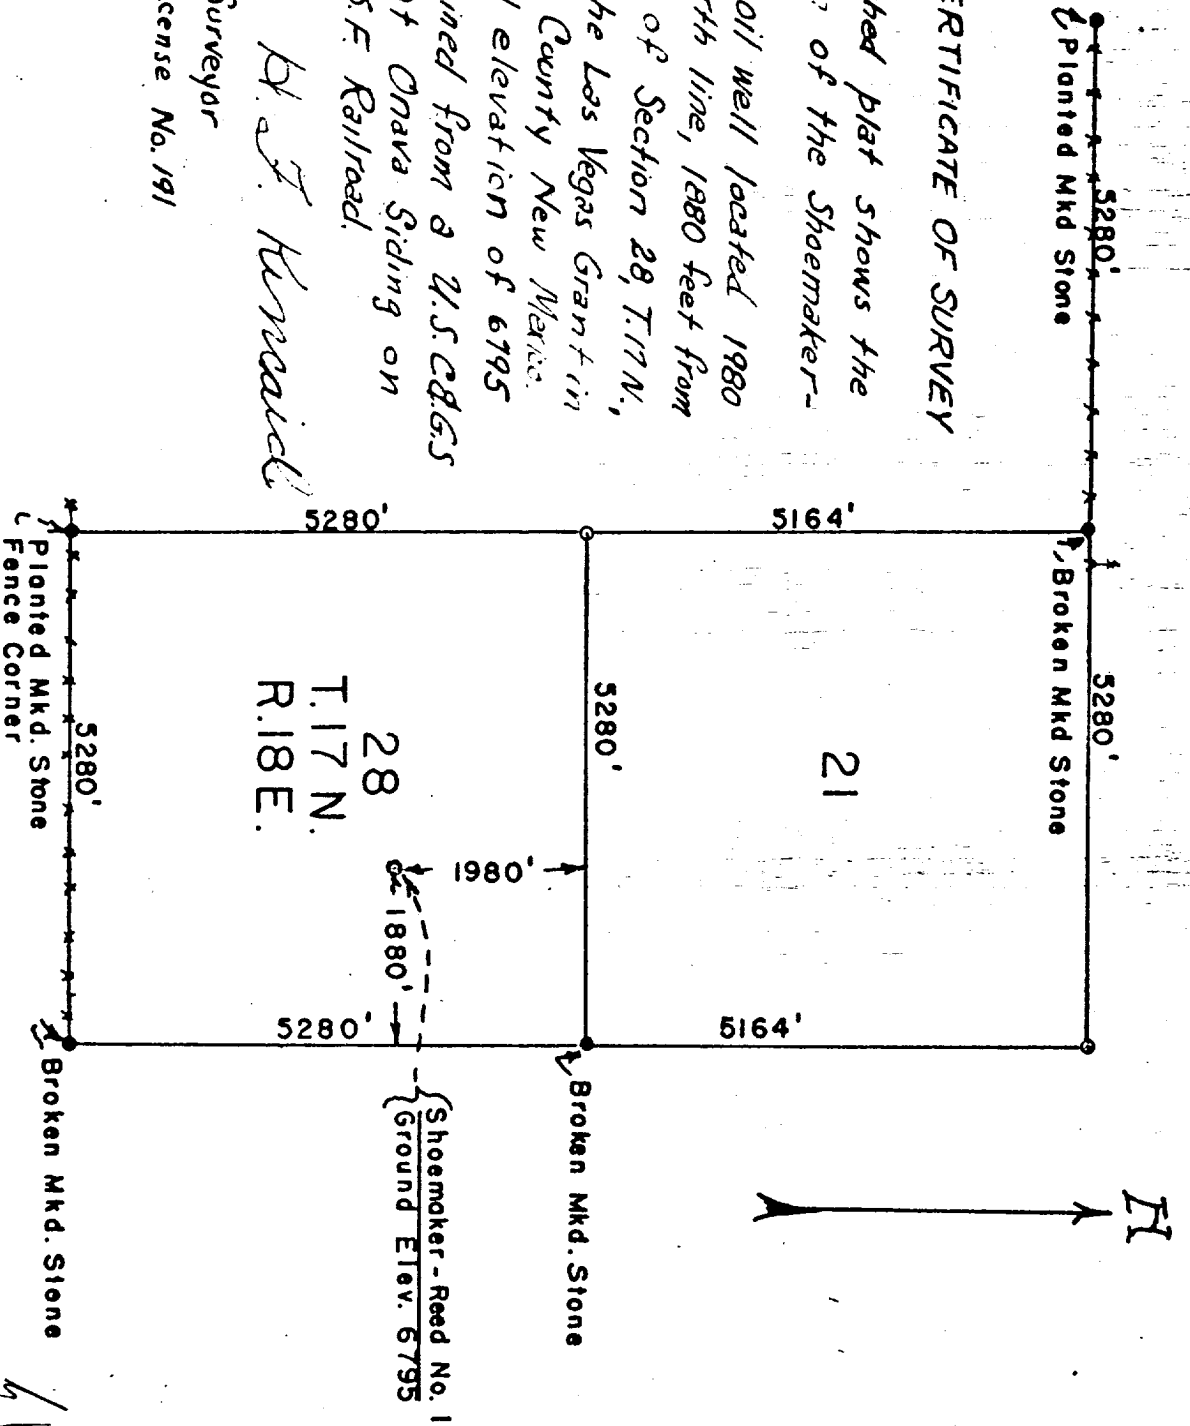 ERTIFICATE OF SURVEY
hed plat shows the
of the Shoemaker-
oil well located 1980
rth line, 1880 feet from
of Section 28, T.17N.,
he Las Vegas Grant in
County, New Mexico.
elevation of 6795
ined from a U.S.C.&G.S
Onava Siding on
S.F. Railroad.
H. J. Kincaid
Surveyor
cense No. 191
5280'
Planted Mkd Stone
5280'
Broken Mkd Stone
5164'
21
5164'
5280'
Broken Mkd. Stone
5280'
28
T.17 N.
R.18 E.
1980'
1880'
5280'
Shoemaker-Reed No. 1
Ground Elev. 6795
5280'
Planted Mkd. Stone
Fence Corner
Broken Mkd. Stone